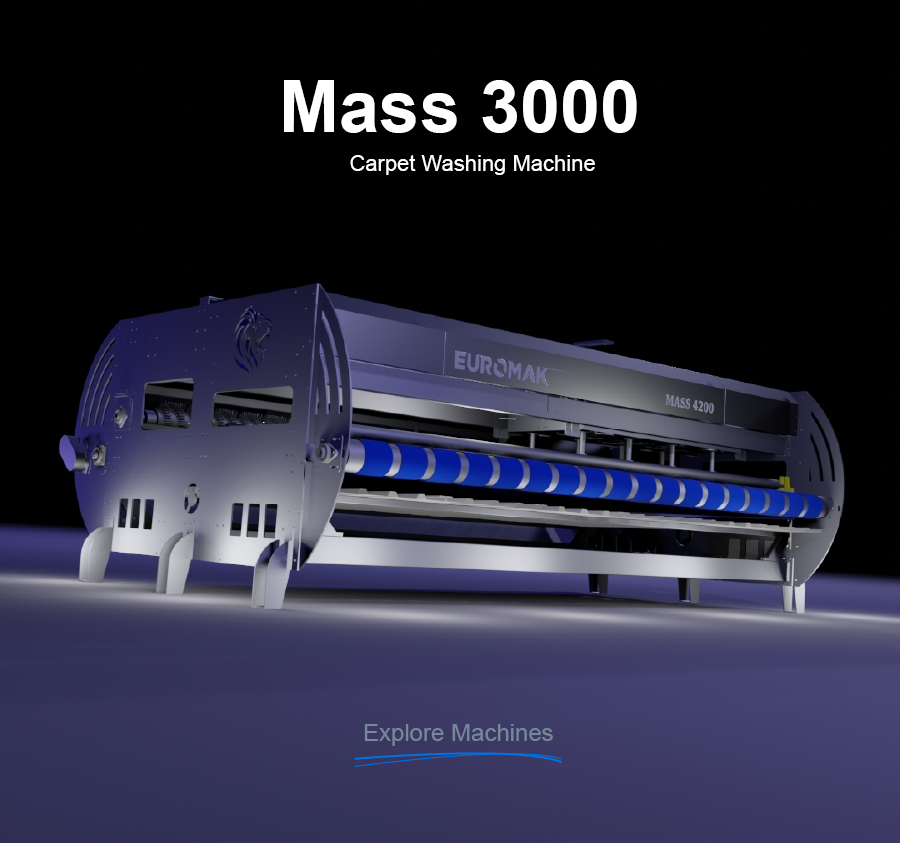 Mass 3000
Carpet Washing Machine
EUROMAK
MASS 4200
Explore Machines